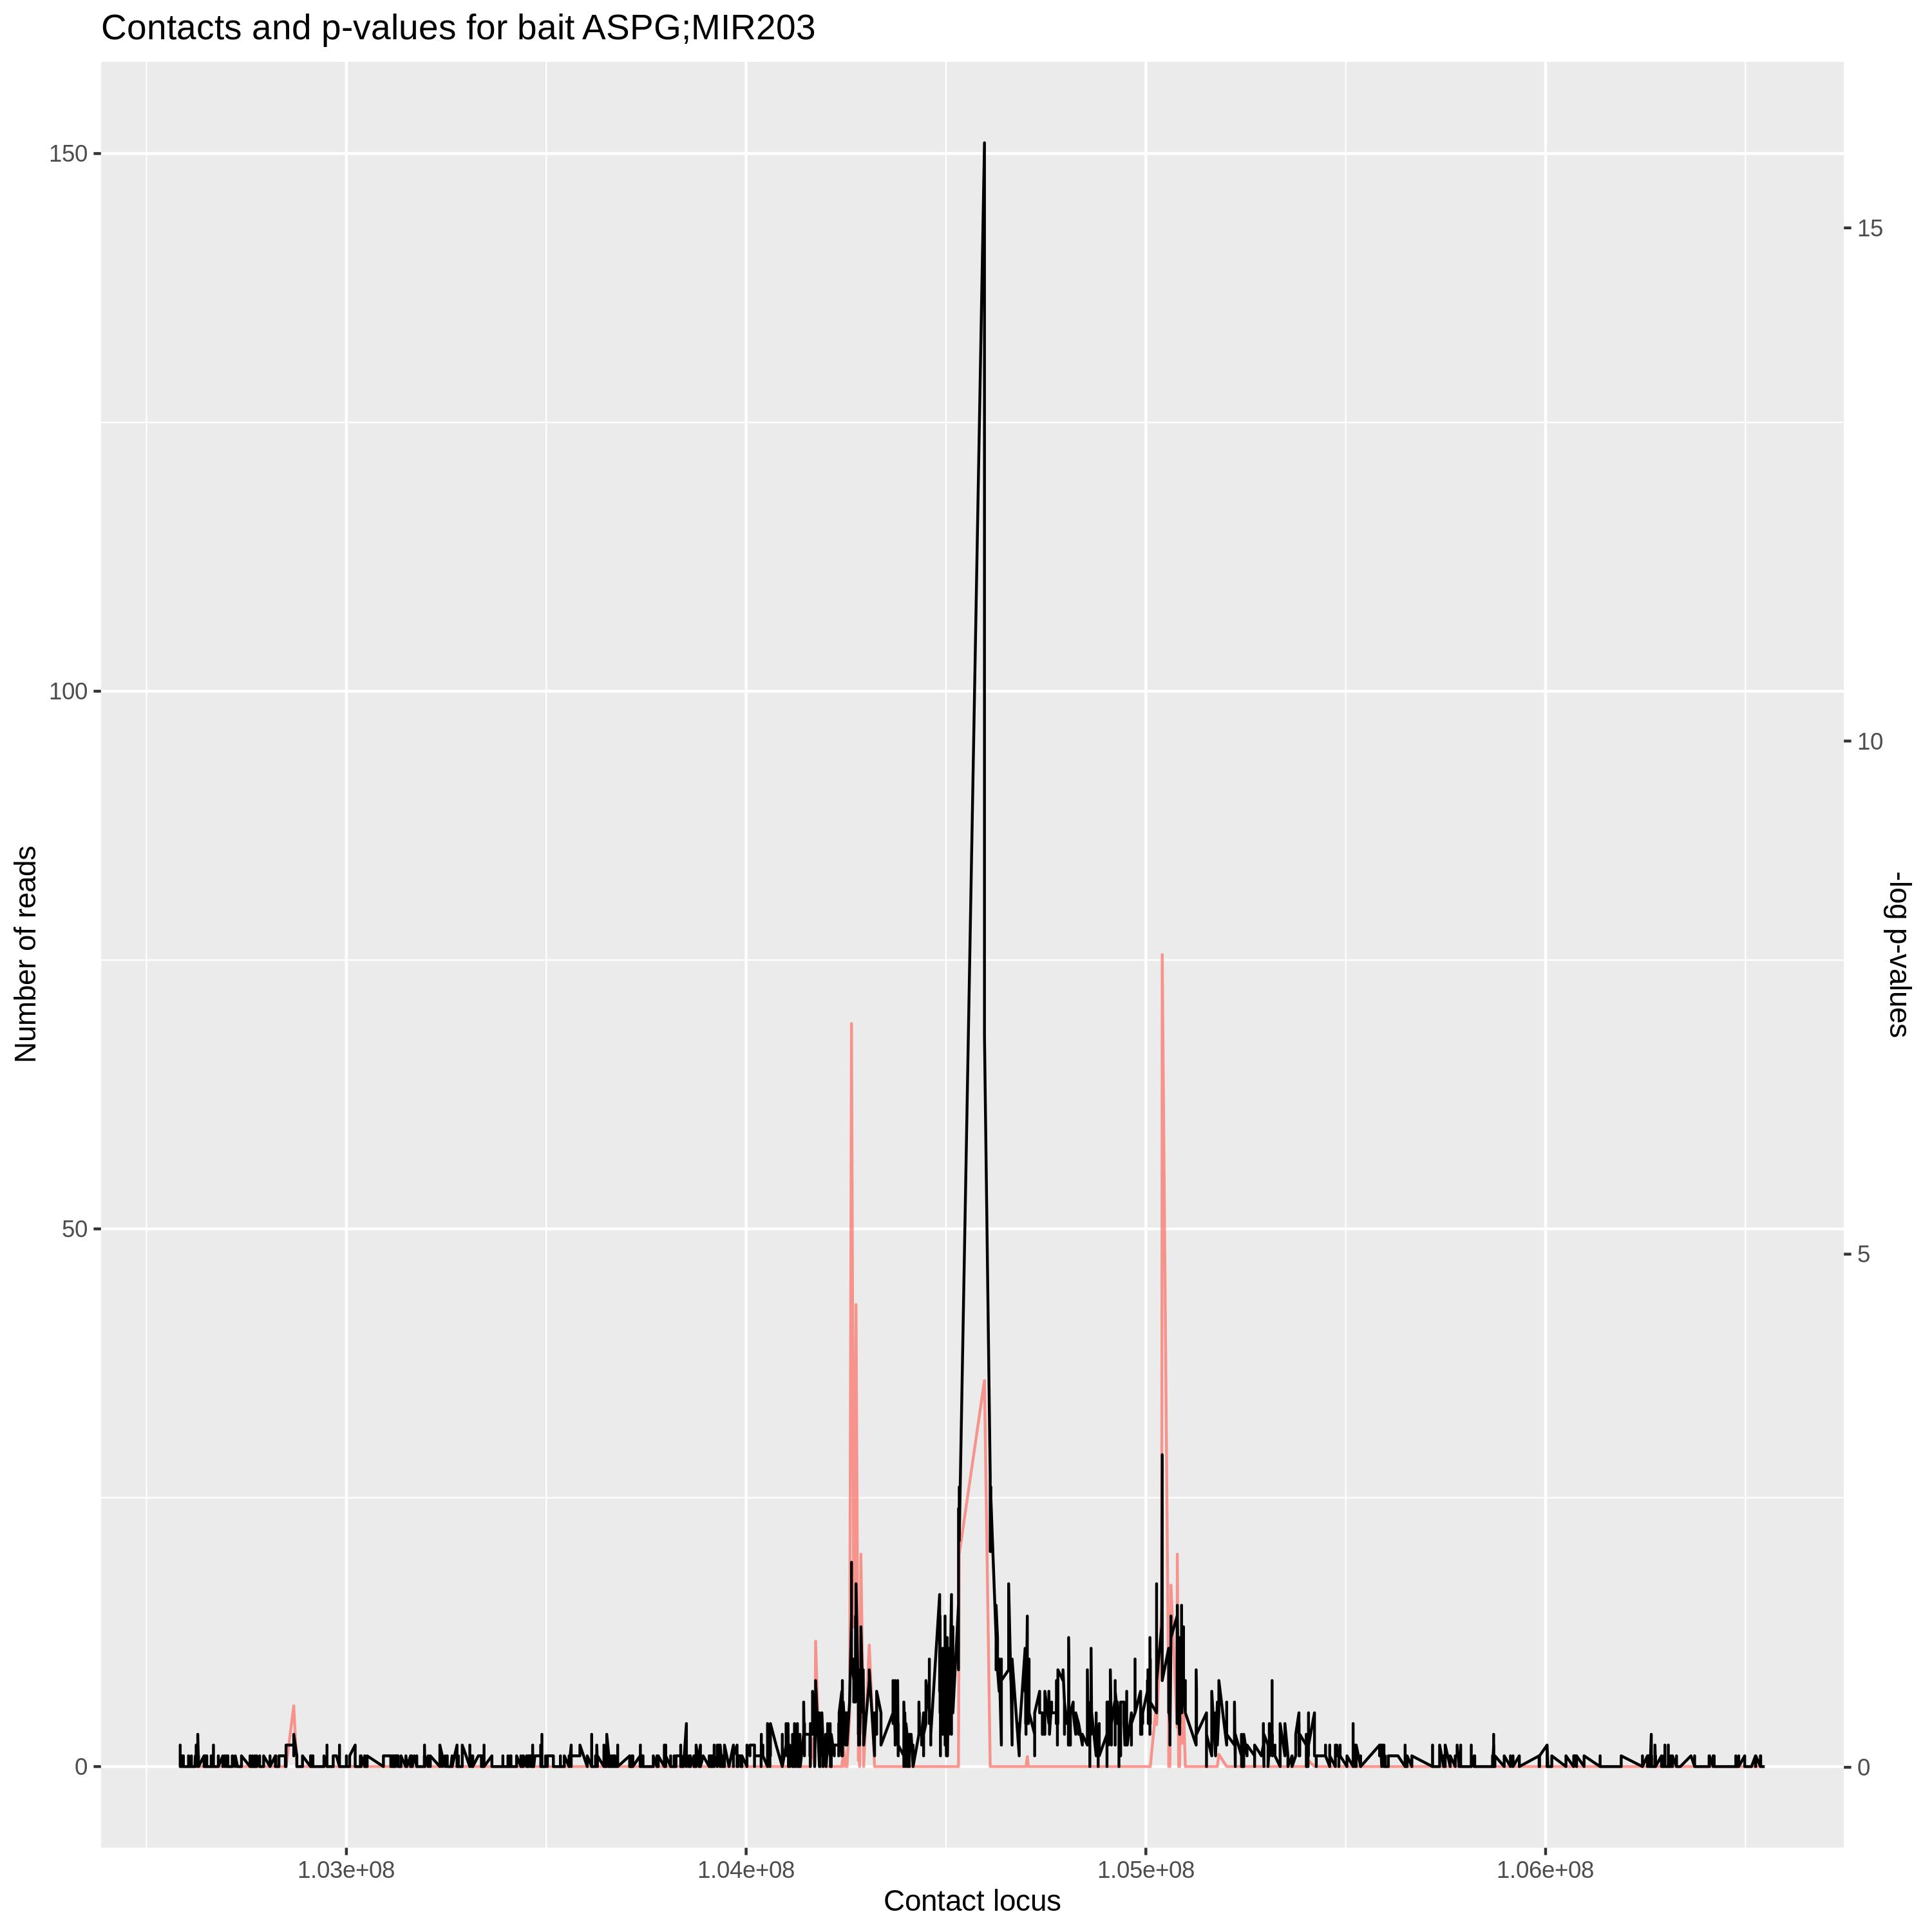 Contacts and p-values for bait ASPG;MIR203
150
100
50
0
Number of reads
15
10
5
0
-log p-values
1.03e+08
1.04e+08
1.05e+08
1.06e+08
Contact locus